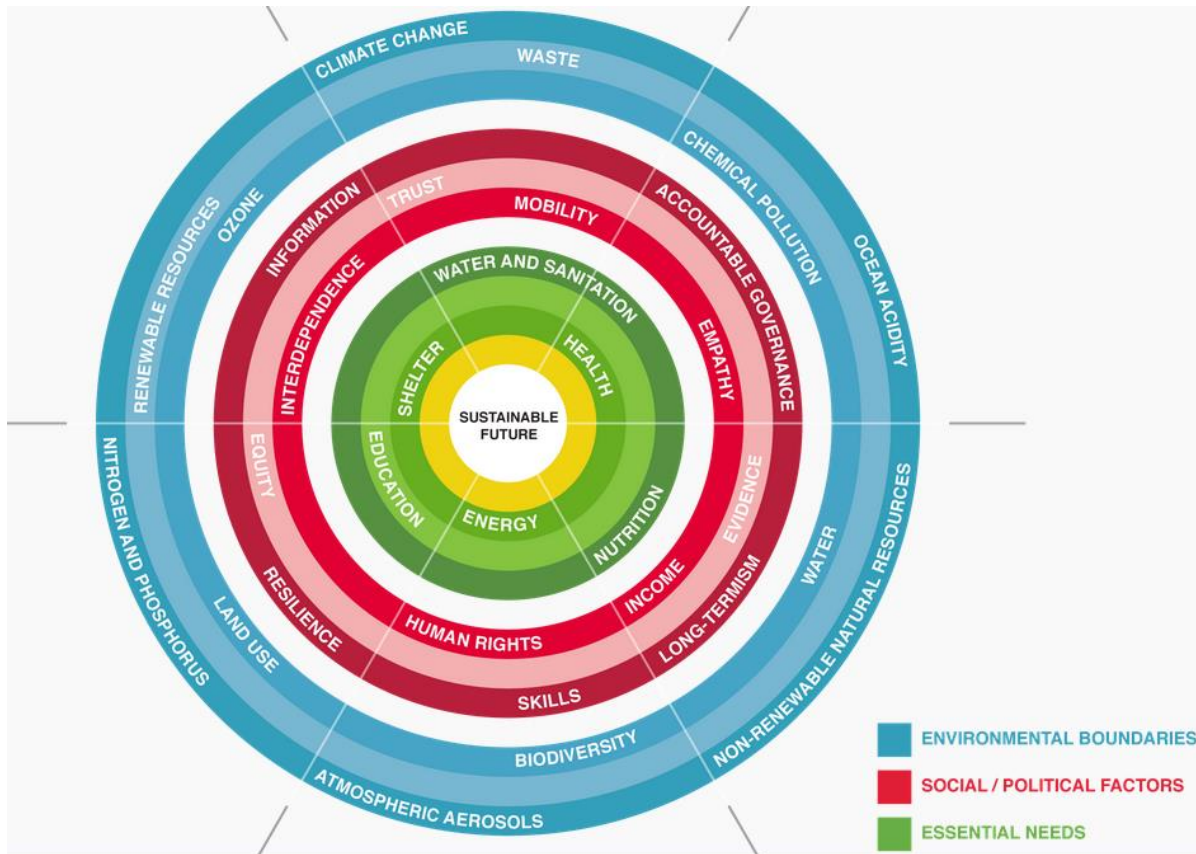 CLIMATE CHANGE
WASTE
CHEMICAL POLLUTION
OCEAN ACIDITY
RENEWABLE RESOURCES
OZONE
INFORMATION
TRUST
MOBILITY
ACCOUNTABLE GOVERNANCE
INTERDEPENDENCE
EMPATHY
WATER AND SANITATION
SHELTER
HEALTH
SUSTAINABLE
FUTURE
EDUCATION
ENERGY
NUTRITION
EQUITY
EVIDENCE
RESILIENCE
HUMAN RIGHTS
INCOME
LONG-TERMISM
SKILLS
NITROGEN AND PHOSPHORUS
LAND USE
WATER
NON-RENEWABLE NATURAL RESOURCES
BIODIVERSITY
ATMOSPHERIC AEROSOLS
ENVIRONMENTAL BOUNDARIES
SOCIAL / POLITICAL FACTORS
ESSENTIAL NEEDS